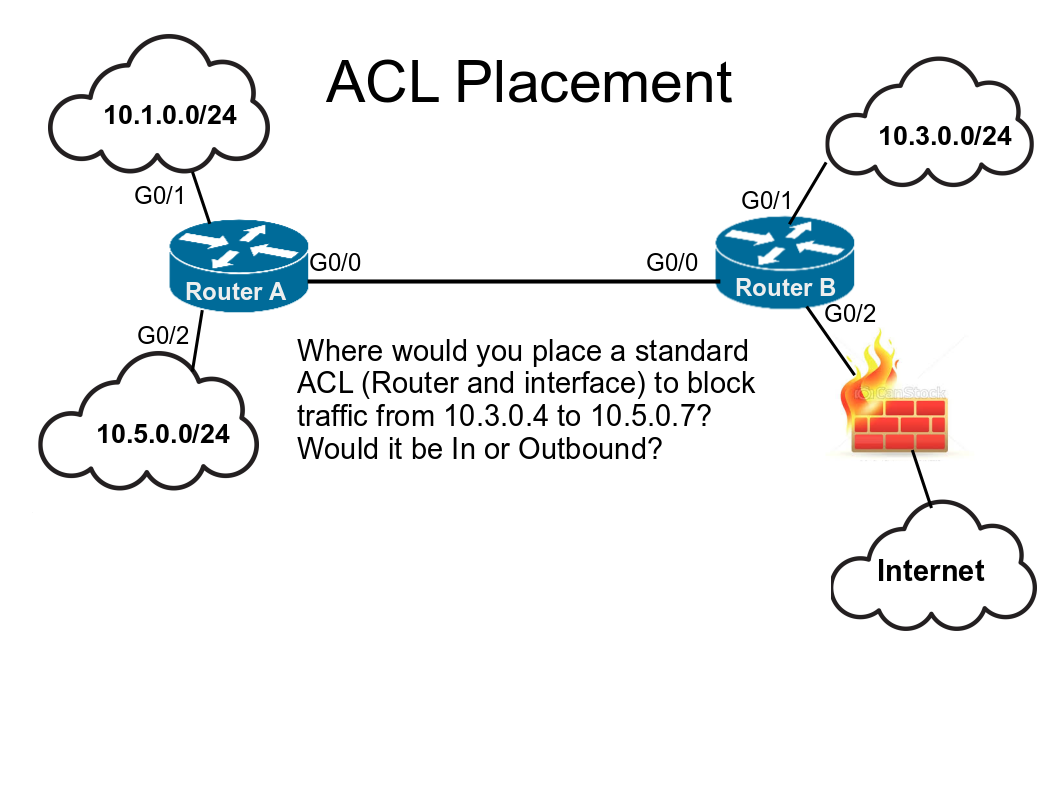 ACL Placement
10.1.0.0/24
10.3.0.0/24
G0/1
G0/1
G0/0
G0/0
Router A
Router B
G0/2
G0/2
Where would you place a standard
ACL (Router and interface) to block
traffic from 10.3.0.4 to 10.5.0.7?
Would it be In or Outbound?
CanStock
10.5.0.0/24
Internet